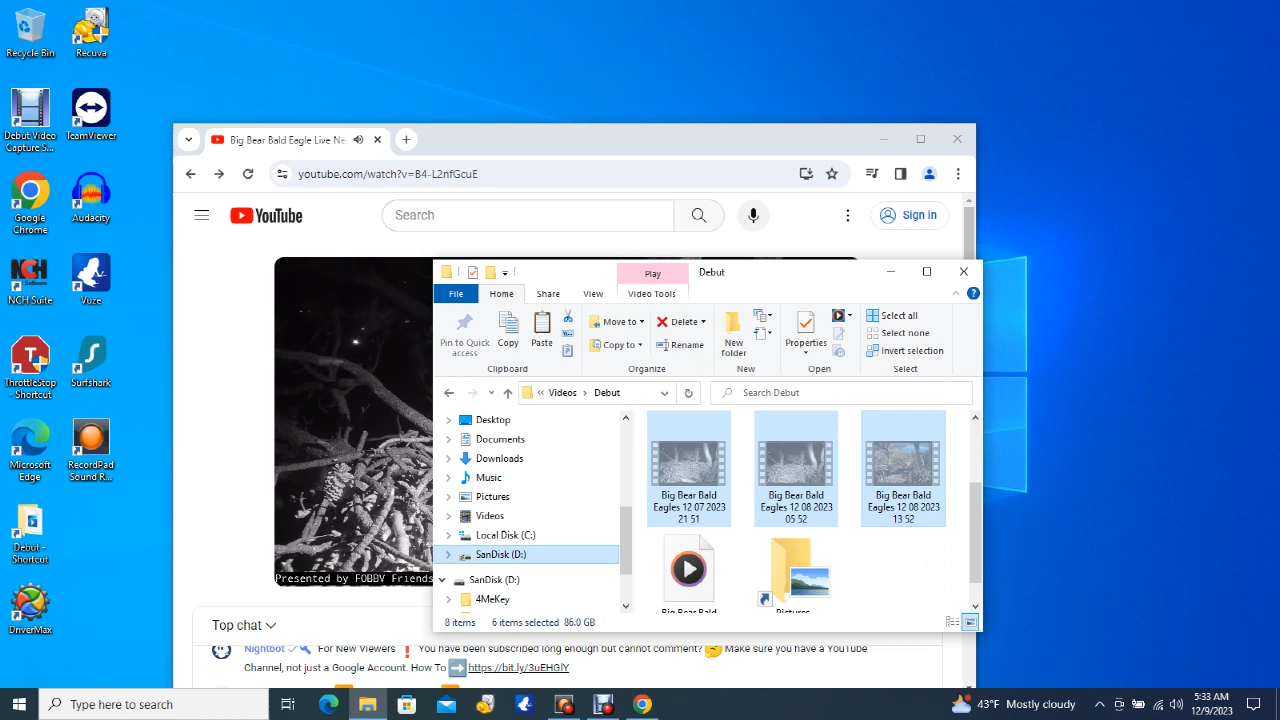 Recycle Bin
Recuva
Debut Video
Capture S...
TeamViewer
Google
Chrome
Audacity
NCH
NCH Suite
Vuze
ThrottleStop
- Shortcut
Surfshark
Microsoft
Edge
RecordPad
Sound R...
Debut -
Shortcut
DriverMax
Big Bear Bald Eagle Live Ne
youtube.com/watch?v=B4-L2nfGcuE
YouTube
Search
Sign in
Presented by FOBBV Friends
Top chat
Nightbot For New Viewers ❗ You have been subscribed long enough but cannot comment? Make sure you have a YouTube
Channel, not just a Google Account. How To ➡ https://bit.ly/3uEHGlY
Play
Debut
File
Home
Share
View
Video Tools
Pin to Quick
access
Copy
Paste
Clipboard
Move to
Copy to
Delete
Rename
Organize
New
folder
New
Properties
Open
Select all
Select none
Invert selection
Select
« Videos > Debut
Search Debut
Desktop
Documents
Downloads
Music
Pictures
Videos
Local Disk (C:)
SanDisk (D:)
SanDisk (D:)
4MeKey
Big Bear Bald
Eagles 12 07 2023
21 51
Big Bear Bald
Eagles 12 08 2023
05 52
Big Bear Bald
Eagles 12 08 2023
13 52
Big Bear Bald
Pictures
8 items
6 items selected 86.0 GB
Type here to search
43°F Mostly cloudy
5:33 AM
12/9/2023